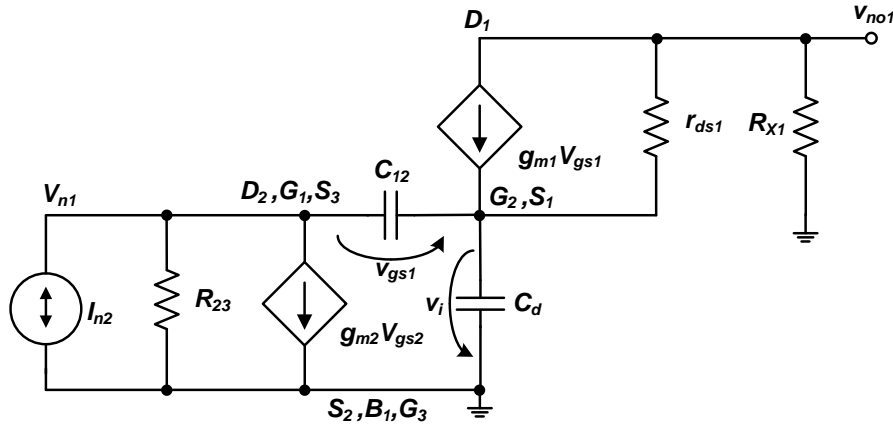 D1
vno1
rds1
RX1
gm1Vgs1
C12
Vn1
D2,G1,S3
G2,S1
vgs1
In2
R23
gm2Vgs2
vi
Cd
S2,B1,G3